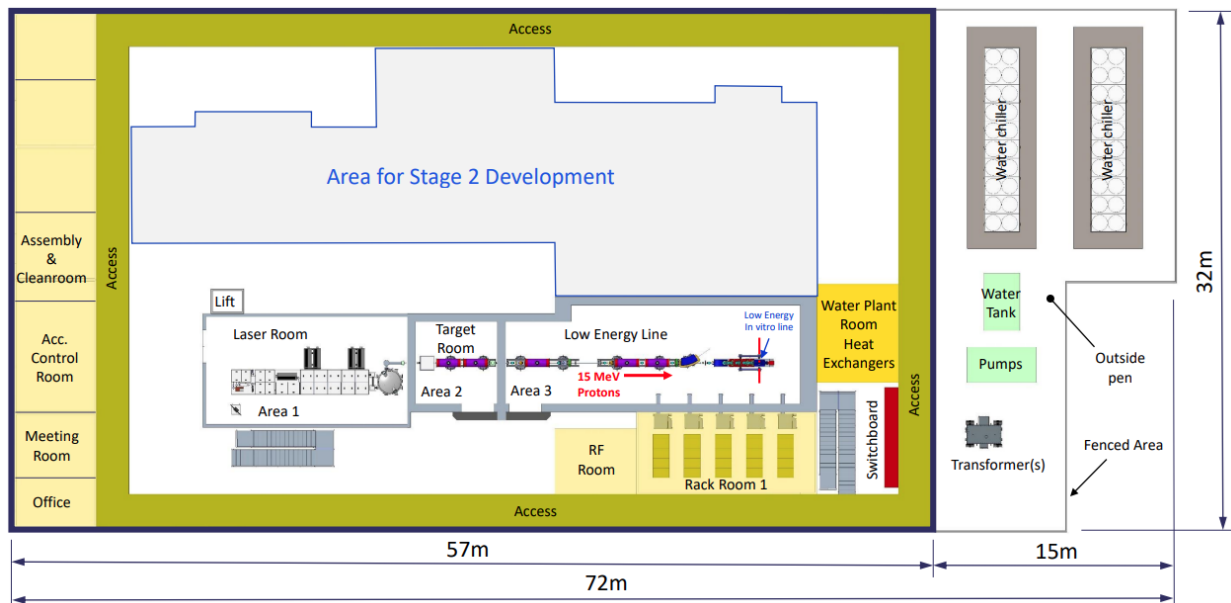 Access
Water chiller
Water chiller
Area for Stage 2 Development
Access
Access
Assembly
&
Cleanroom
Acc.
Control
Room
Meeting
Room
Office
Lift
Laser Room
Area 1
Target
Room
Area 2
Low Energy Line
Low Energy
In vitro line
Area 3
15 MeV
Protons
Water Plant
Room
Heat
Exchangers
RF
Room
Rack Room 1
Switchboard
Access
Water
Tank
Pumps
Outside
pen
Transformer(s)
Fenced Area
32m
57m
15m
72m